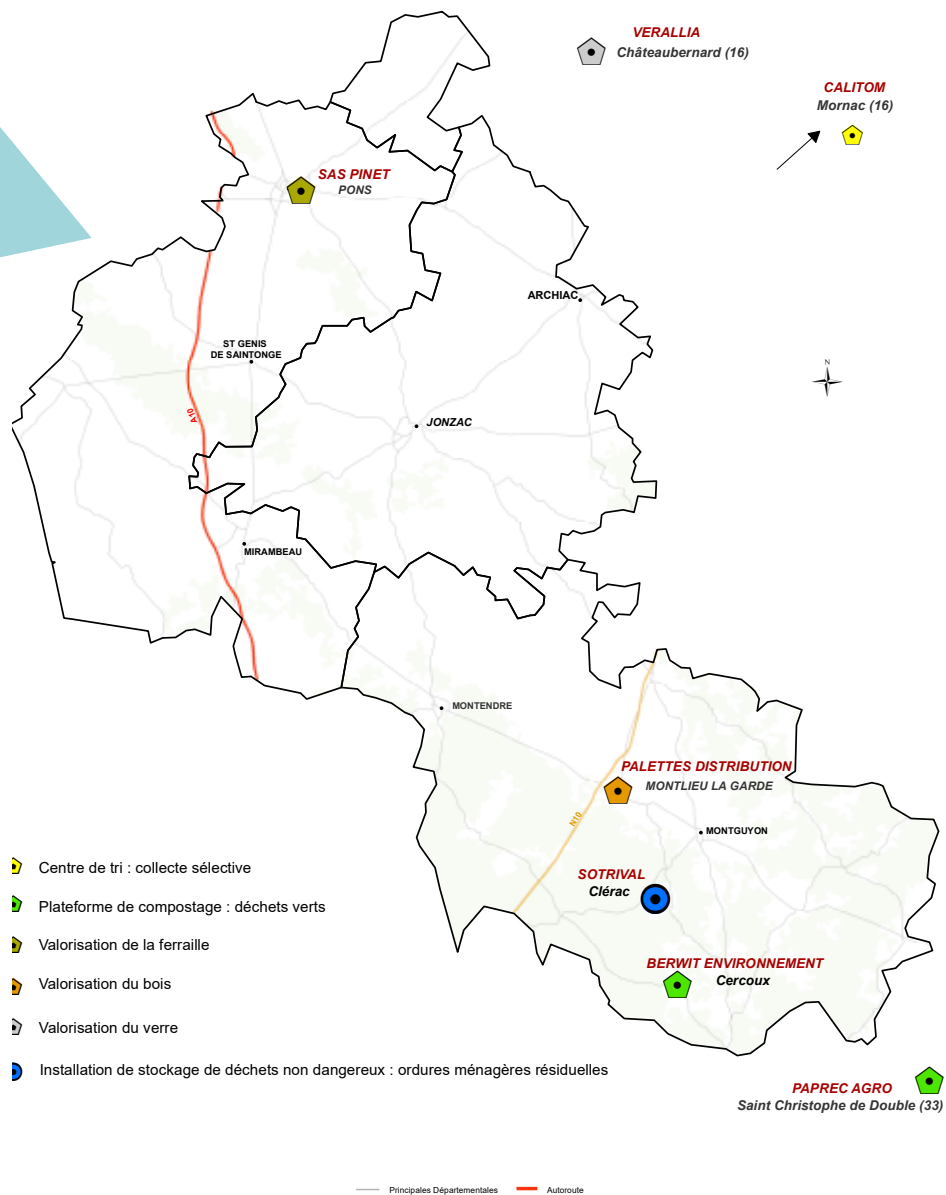 VERALLIA
Châteaubernard (16)
CALITOM
Mornac (16)
SAS PINET
PONS
ARCHIAC
ST GENIS
DE SAINTONGE
N
A10
JONZAC
MIRAMBEAU
MONTENDRE
PALETTES DISTRIBUTION
MONTLIEU LA GARDE
N10
MONTGUYON
SOTRIVAL
Clérac
BERWIT ENVIRONNEMENT
Cercoux
PAPREC AGRO
Saint Christophe de Double (33)
Centre de tri : collecte sélective
Plateforme de compostage : déchets verts
Valorisation de la ferraille
Valorisation du bois
Valorisation du verre
Installation de stockage de déchets non dangereux : ordures ménagères résiduelles
Principales Départementales
Autoroute